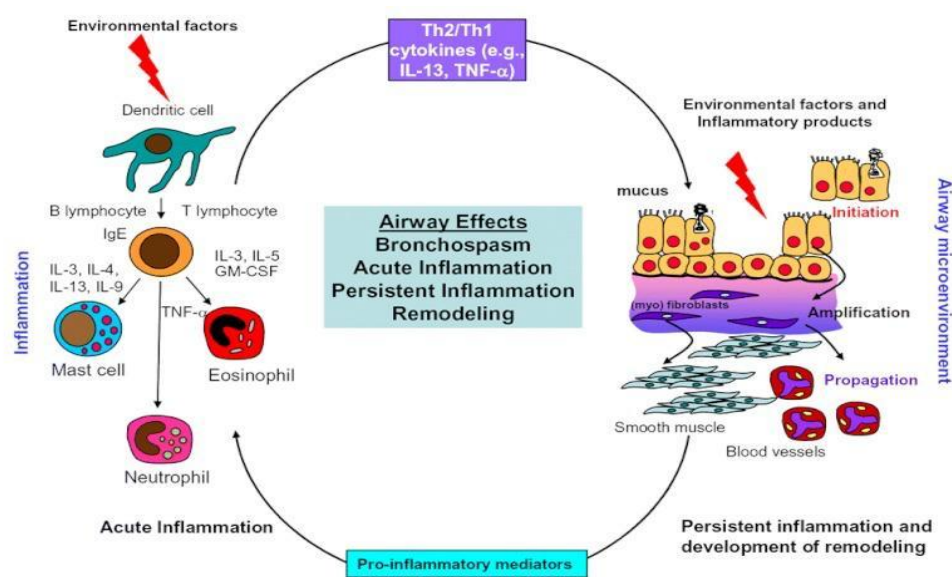 Environmental factors
Dendritic cell
B lymphocyte
T lymphocyte
IgE
IL-3, IL-4,
IL-13, IL-9
IL-3, IL-5
GM-CSF
TNF-α
Mast cell
Eosinophil
Neutrophil
Inflammation
Acute Inflammation
Th2/Th1
cytokines (e.g.,
IL-13, TNF-α)
Airway Effects
Bronchospasm
Acute Inflammation
Persistent Inflammation
Remodeling
Pro-inflammatory mediators
Environmental factors and
Inflammatory products
mucus
Initiation
(myo) fibroblasts
Amplification
Propagation
Smooth muscle
Blood vessels
Airway microenvironment
Persistent inflammation and
development of remodeling